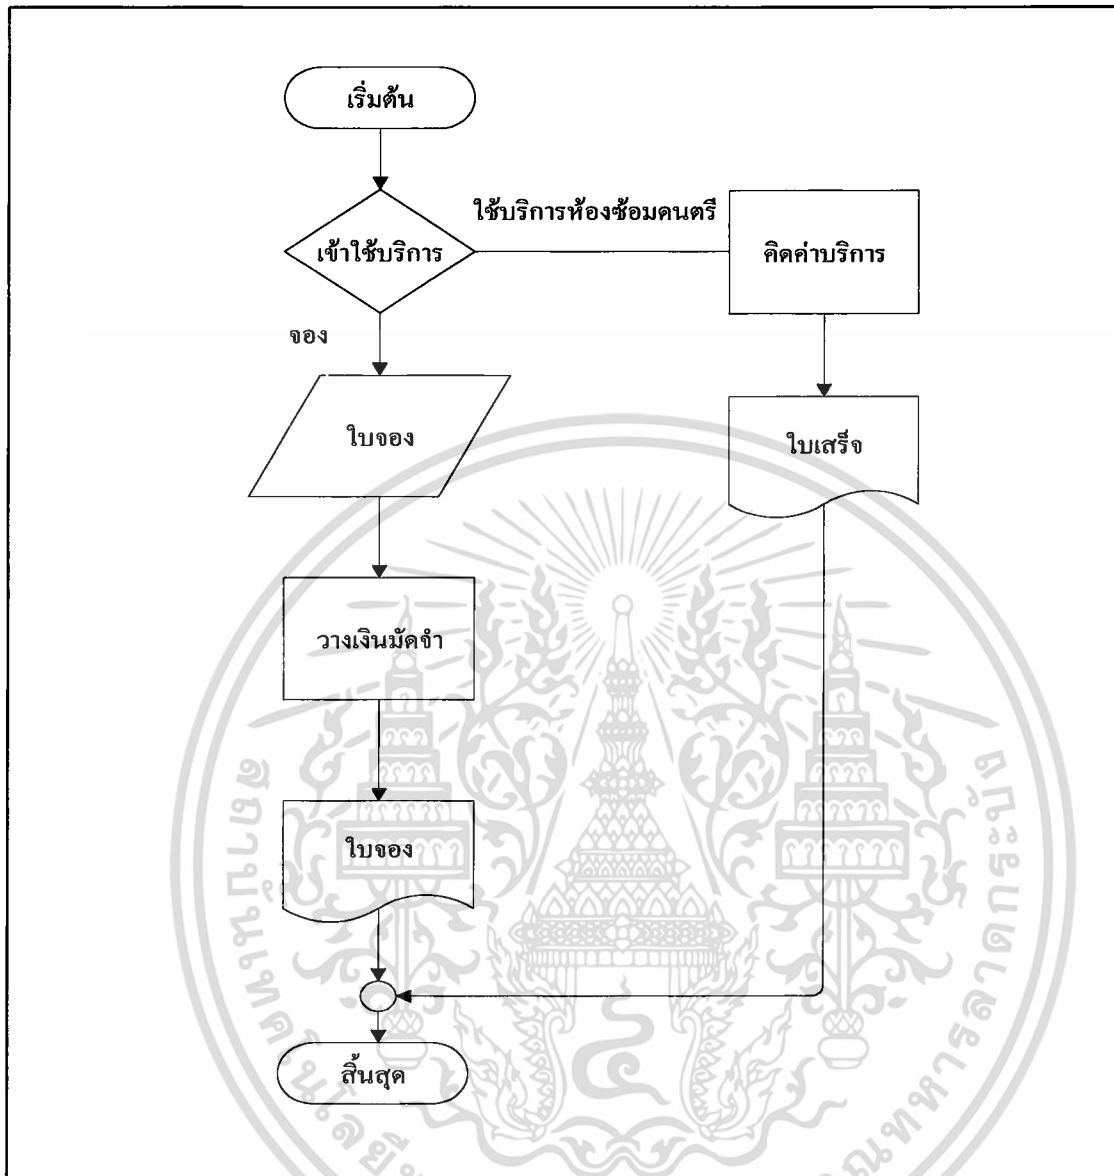 เริ่มต้น
เข้าใช้บริการ
ใช้บริการห้องซ้อมดนตรี
คิดค่าบริการ
จอง
ใบจอง
ใบเสร็จ
วางเงินมัดจำ
ใบจอง
สิ้นสุด